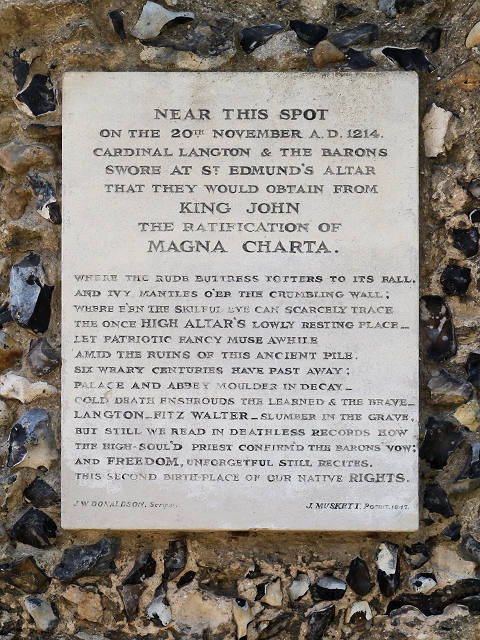 NEAR THIS SPOT
ON THE 20TH NOVEMBER A.D. 1214.
CARDINAL LANGTON & THE BARONS
SWORE AT ST EDMUND'S ALTAR
THAT THEY WOULD OBTAIN FROM
KING JOHN
THE RATIFICATION OF
MAGNA CHARTA.
WHERE THE RUDE BUTTRESS TOTTERS TO ITS FALL,
AND IVY MANTLES O'ER THE CRUMBLING WALL;
WHERE E'EN THE SKILFUL EYE CAN SCARCELY TRACE
THE ONCE HIGH ALTAR'S LOWLY RESTING PLACE_
LET PATRIOTIC FANCY MUSE AWHILE
AMID THE RUINS OF THIS ANCIENT PILE.
SIX WEARY CENTURIES HAVE PAST AWAY;
PALACE AND ABBEY MOULDER IN DECAY_
COLD DEATH ENSHROUDS THE LEARNED & THE BRAVE_
LANGTON_FITZ WALTER_SLUMBER IN THE GRAVE,
BUT STILL WE READ IN DEATHLESS RECORDS HOW
THE HIGH-SOUL'D PRIEST CONFIRM'D THE BARONS' VOW;
AND FREEDOM, UNFORGETFUL STILL RECITES,
THIS SECOND BIRTH-PLACE OF OUR NATIVE RIGHTS.
J.W. DONALDSON, Scripsit. J. MUSKETT, Posuit. 1847.